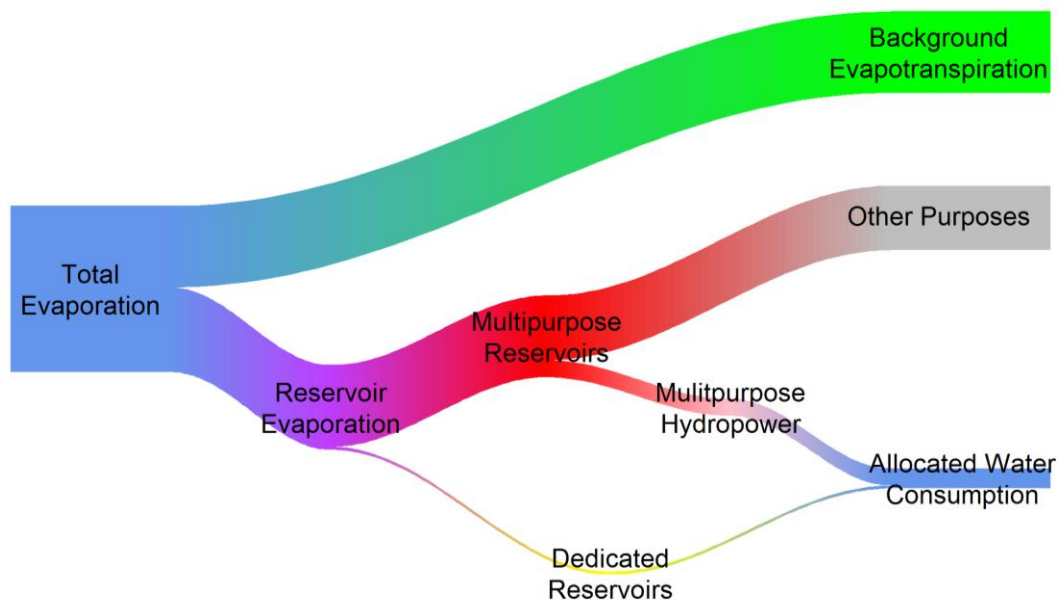 Background
Evapotranspiration
Other Purposes
Total
Evaporation
Multipurpose
Reservoirs
Reservoir
Evaporation
Mulitpurpose
Hydropower
Allocated Water
Consumption
Dedicated
Reservoirs